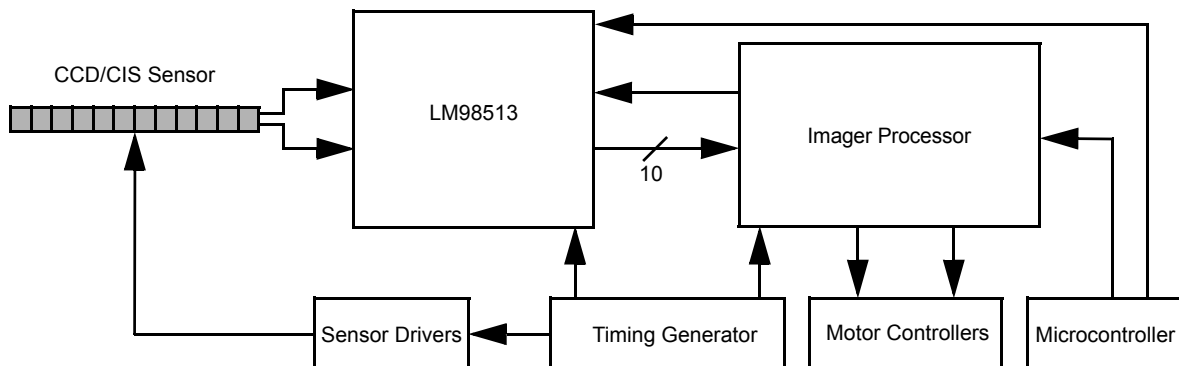 CCD/CIS Sensor
LM98513
Imager Processor
10
Sensor Drivers
Timing Generator
Motor Controllers
Microcontroller